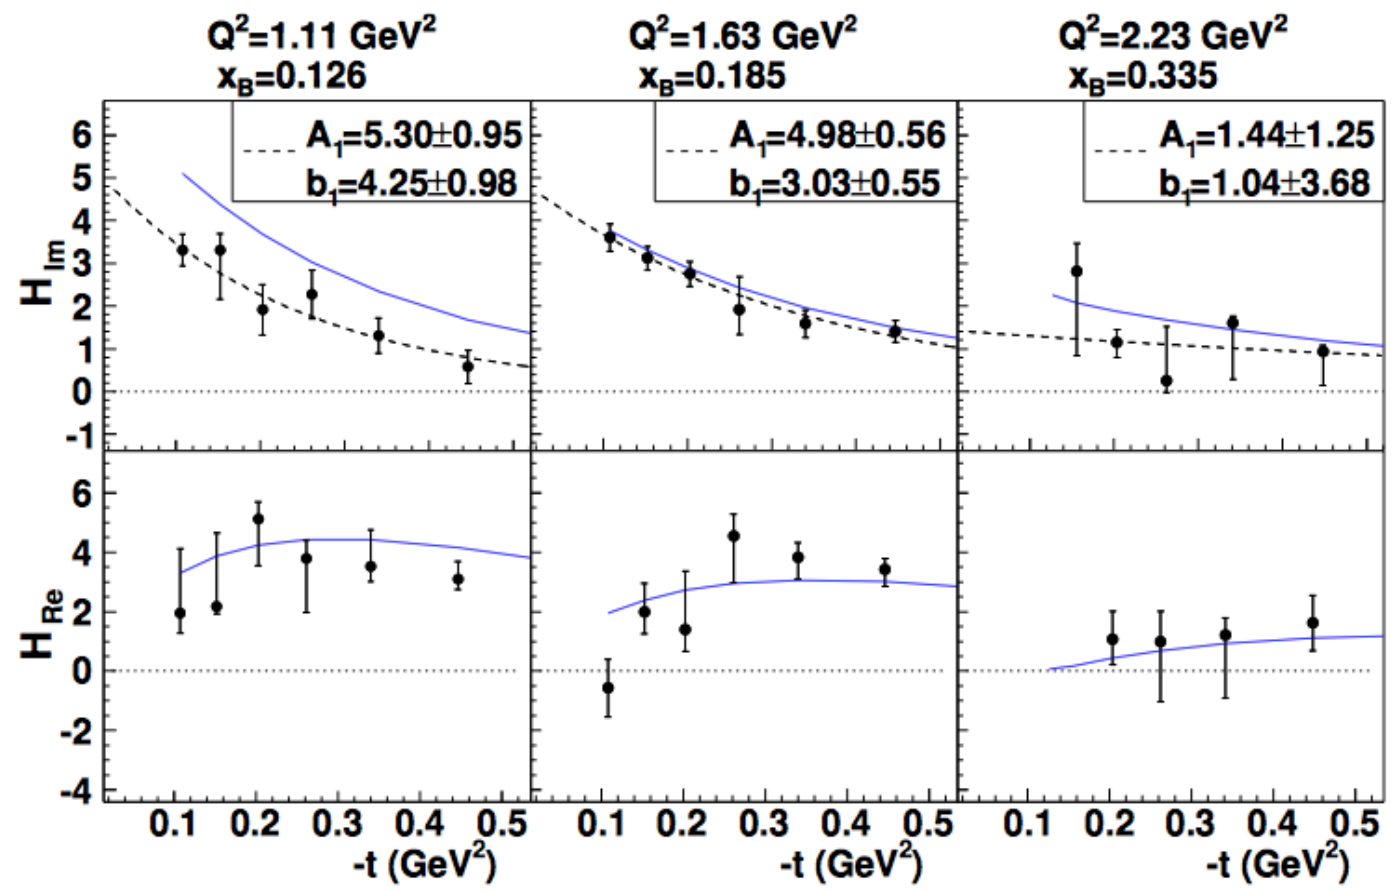 Q²=1.11 GeV²
x_B=0.126
Q²=1.63 GeV²
x_B=0.185
Q²=2.23 GeV²
x_B=0.335
H_Im
6
5
4
3
2
1
0
-1
A₁=5.30±0.95
b₁=4.25±0.98
A₁=4.98±0.56
b₁=3.03±0.55
A₁=1.44±1.25
b₁=1.04±3.68
H_Re
6
4
2
0
-2
-4
0.1 0.2 0.3 0.4 0.5
0.1 0.2 0.3 0.4 0.5
0.1 0.2 0.3 0.4 0.5
-t (GeV²)
-t (GeV²)
-t (GeV²)